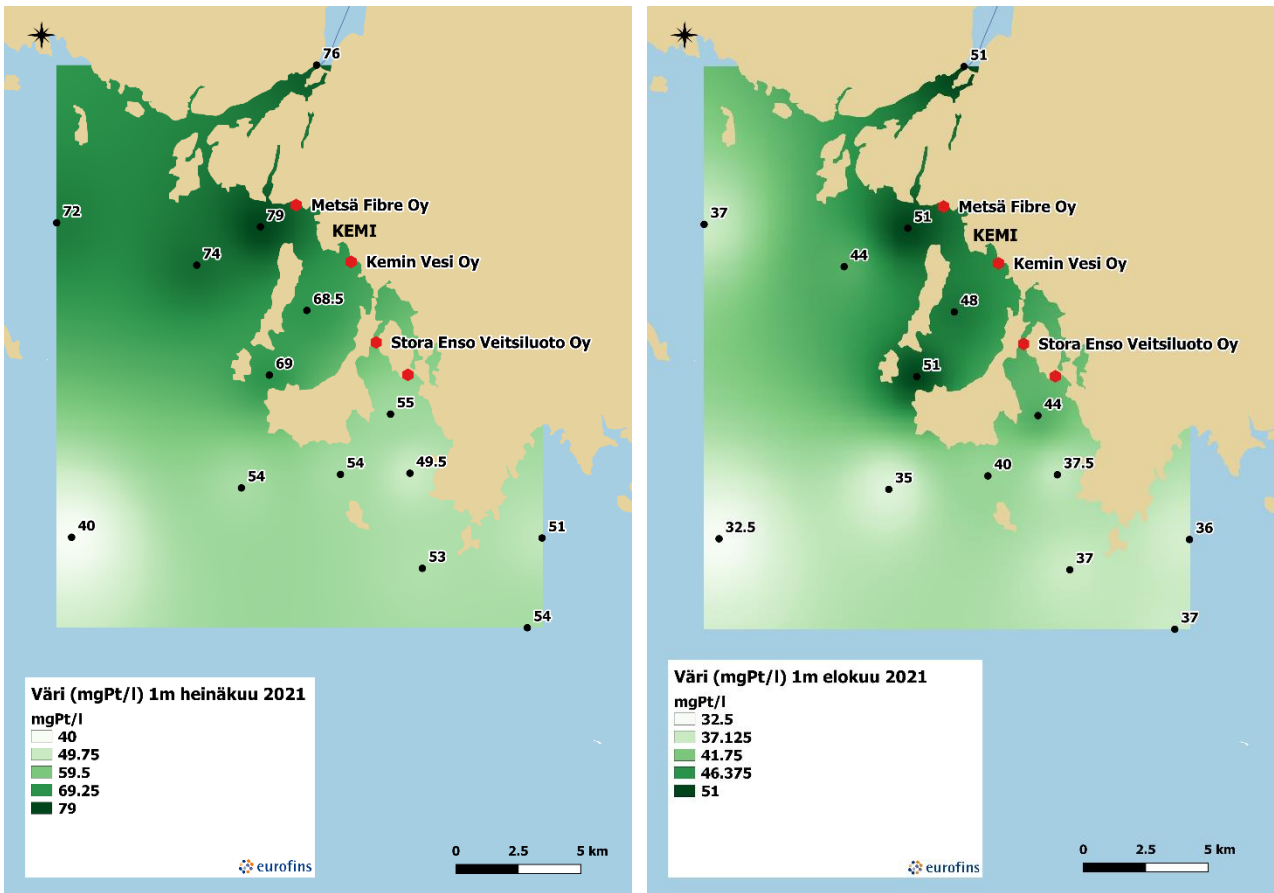 76
72
79
Metsä Fibre Oy
KEMI
74
Kemin Vesi Oy
68.5
Stora Enso Veitsiluoto Oy
69
55
54
54
49.5
40
51
53
54
Väri (mgPt/l) 1m heinäkuu 2021
mgPt/l
40
49.75
59.5
69.25
79
eurofins
0 2.5 5 km
51
37
51
Metsä Fibre Oy
KEMI
44
Kemin Vesi Oy
48
Stora Enso Veitsiluoto Oy
51
44
35
40
37.5
32.5
36
37
37
Väri (mgPt/l) 1m elokuu 2021
mgPt/l
32.5
37.125
41.75
46.375
51
eurofins
0 2.5 5 km